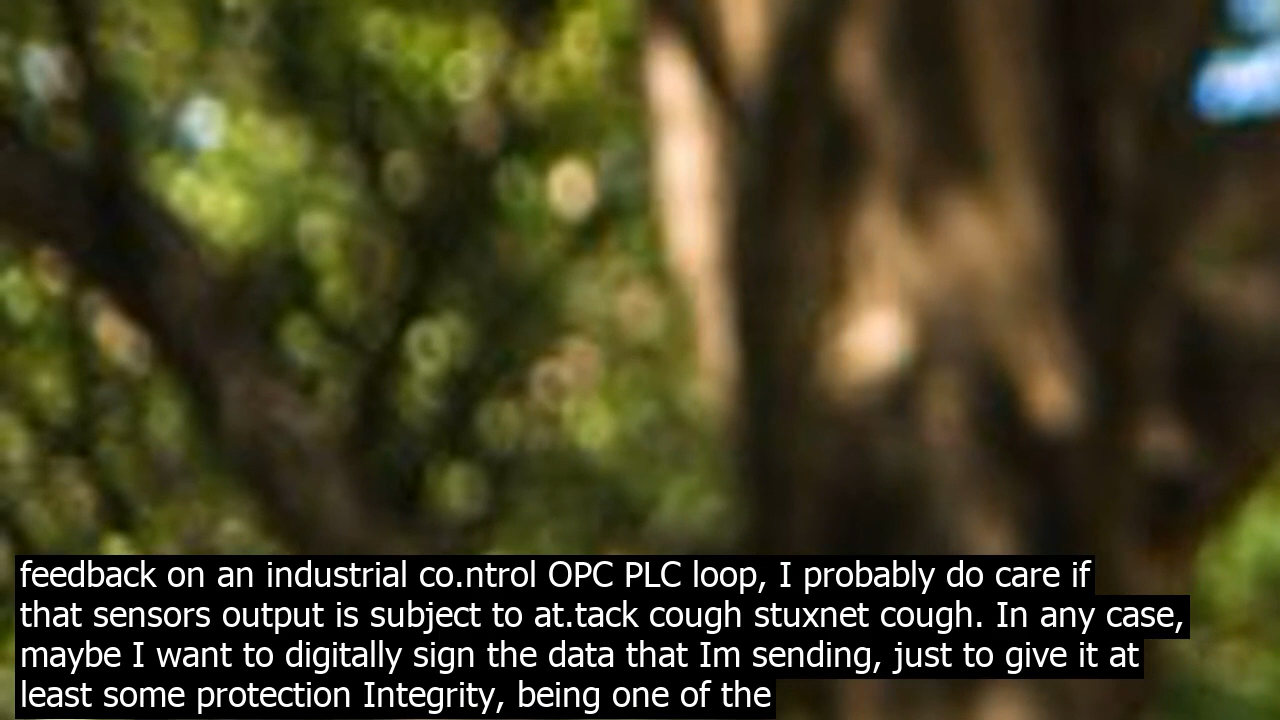 feedback on an industrial co.ntrol OPC PLC loop, I probably do care if
that sensors output is subject to at.tack cough stuxnet cough. In any case,
maybe I want to digitally sign the data that Im sending, just to give it at
least some protection Integrity, being one of the